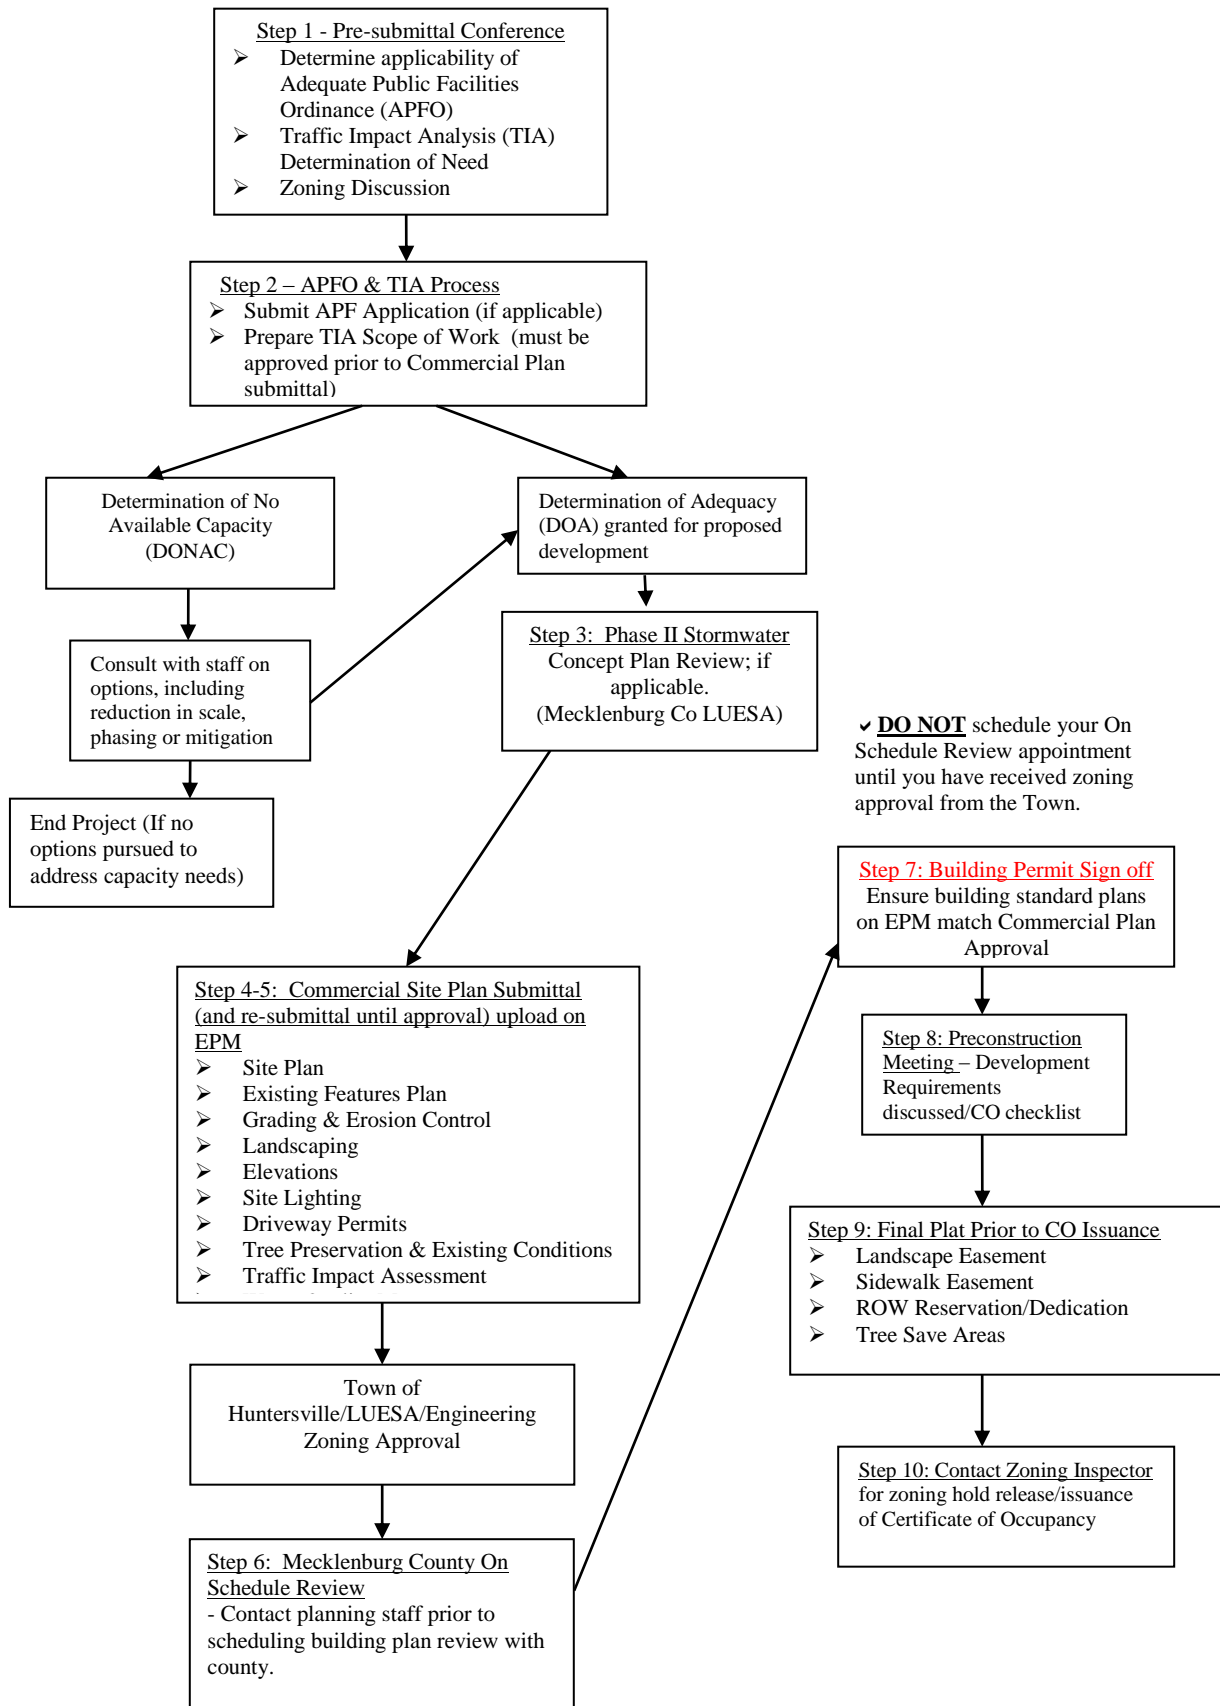 Step 1 - Pre-submittal Conference
➢ Determine applicability of
Adequate Public Facilities
Ordinance (APFO)
➢ Traffic Impact Analysis (TIA)
Determination of Need
➢ Zoning Discussion
Step 2 – APFO & TIA Process
➢ Submit APF Application (if applicable)
➢ Prepare TIA Scope of Work (must be
approved prior to Commercial Plan
submittal)
Determination of No
Available Capacity
(DONAC)
Determination of Adequacy
(DOA) granted for proposed
development
Consult with staff on
options, including
reduction in scale,
phasing or mitigation
End Project (If no
options pursued to
address capacity needs)
Step 3: Phase II Stormwater
Concept Plan Review; if
applicable.
(Mecklenburg Co LUESA)
Step 4-5: Commercial Site Plan Submittal
(and re-submittal until approval) upload on
EPM
➢ Site Plan
➢ Existing Features Plan
➢ Grading & Erosion Control
➢ Landscaping
➢ Elevations
➢ Site Lighting
➢ Driveway Permits
➢ Tree Preservation & Existing Conditions
➢ Traffic Impact Assessment
Town of
Huntersville/LUESA/Engineering
Zoning Approval
Step 6: Mecklenburg County On
Schedule Review
- Contact planning staff prior to
scheduling building plan review with
county.
✓ DO NOT schedule your On
Schedule Review appointment
until you have received zoning
approval from the Town.
Step 7: Building Permit Sign off
Ensure building standard plans
on EPM match Commercial Plan
Approval
Step 8: Preconstruction
Meeting – Development
Requirements
discussed/CO checklist
Step 9: Final Plat Prior to CO Issuance
➢ Landscape Easement
➢ Sidewalk Easement
➢ ROW Reservation/Dedication
➢ Tree Save Areas
Step 10: Contact Zoning Inspector
for zoning hold release/issuance
of Certificate of Occupancy